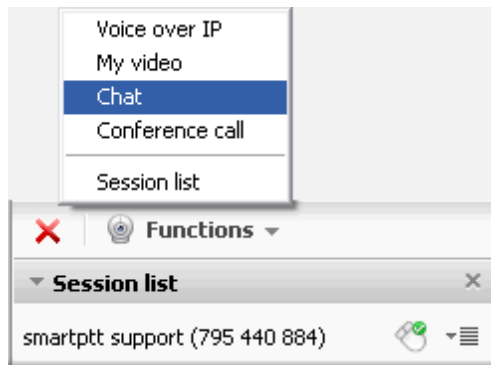 Voice over IP
My video
Chat
Conference call
Session list
Functions
Session list
smartptt support (795 440 884)